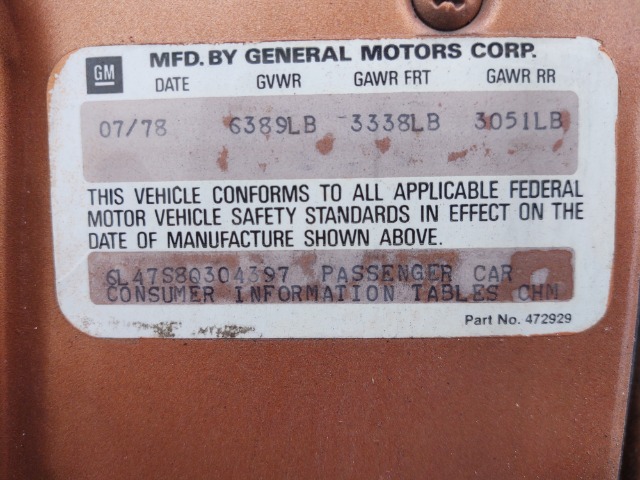 GM MFD. BY GENERAL MOTORS CORP.
DATE GVWR GAWR FRT GAWR RR
07/78 6389LB 3338LB 3051LB
THIS VEHICLE CONFORMS TO ALL APPLICABLE FEDERAL
MOTOR VEHICLE SAFETY STANDARDS IN EFFECT ON THE
DATE OF MANUFACTURE SHOWN ABOVE.
6L47S8Q304397 PASSENGER CAR
CONSUMER INFORMATION TABLES CHM
Part No. 472929